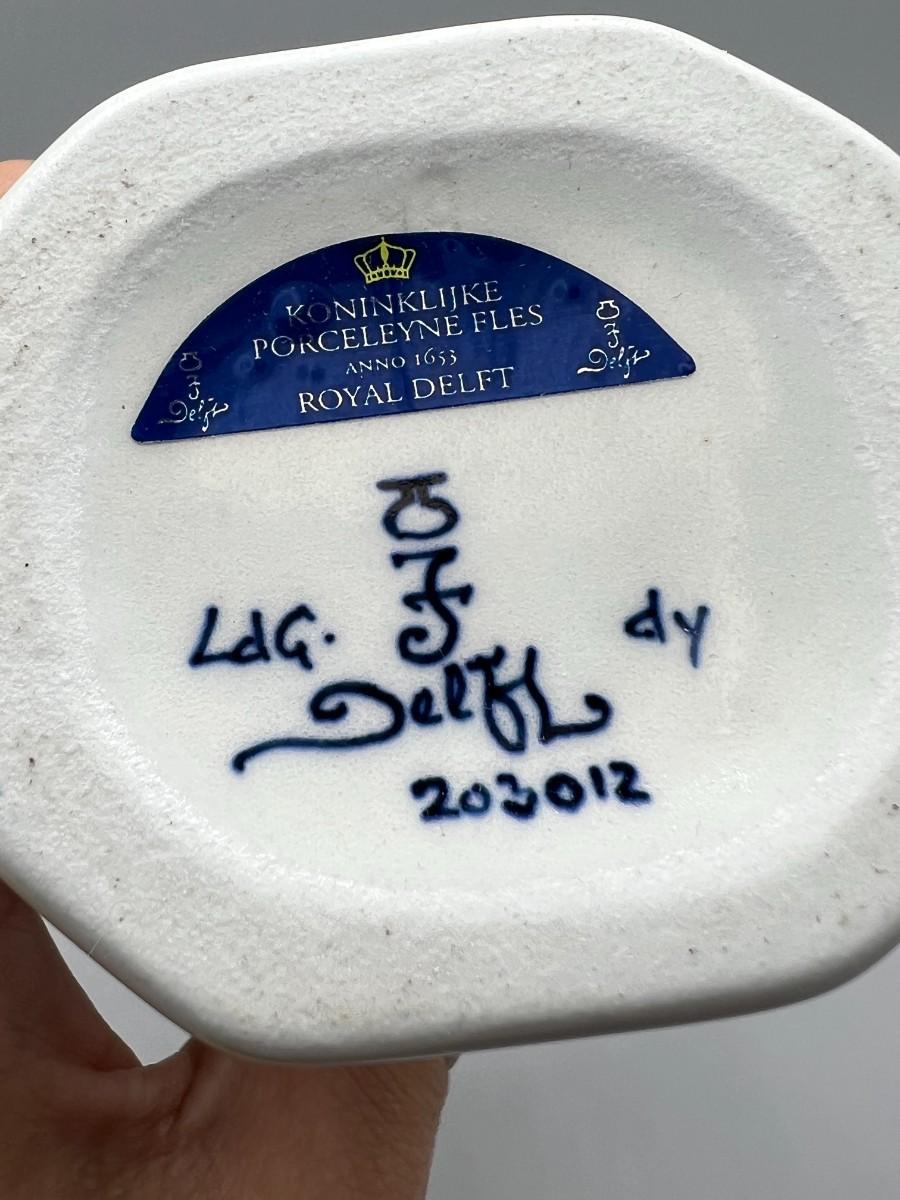 KONINKLIJKE
PORCELEYNE FLES
ANNO 1653
ROYAL DELFT
Delft
Delft
LdG.
dy
Delft
203012